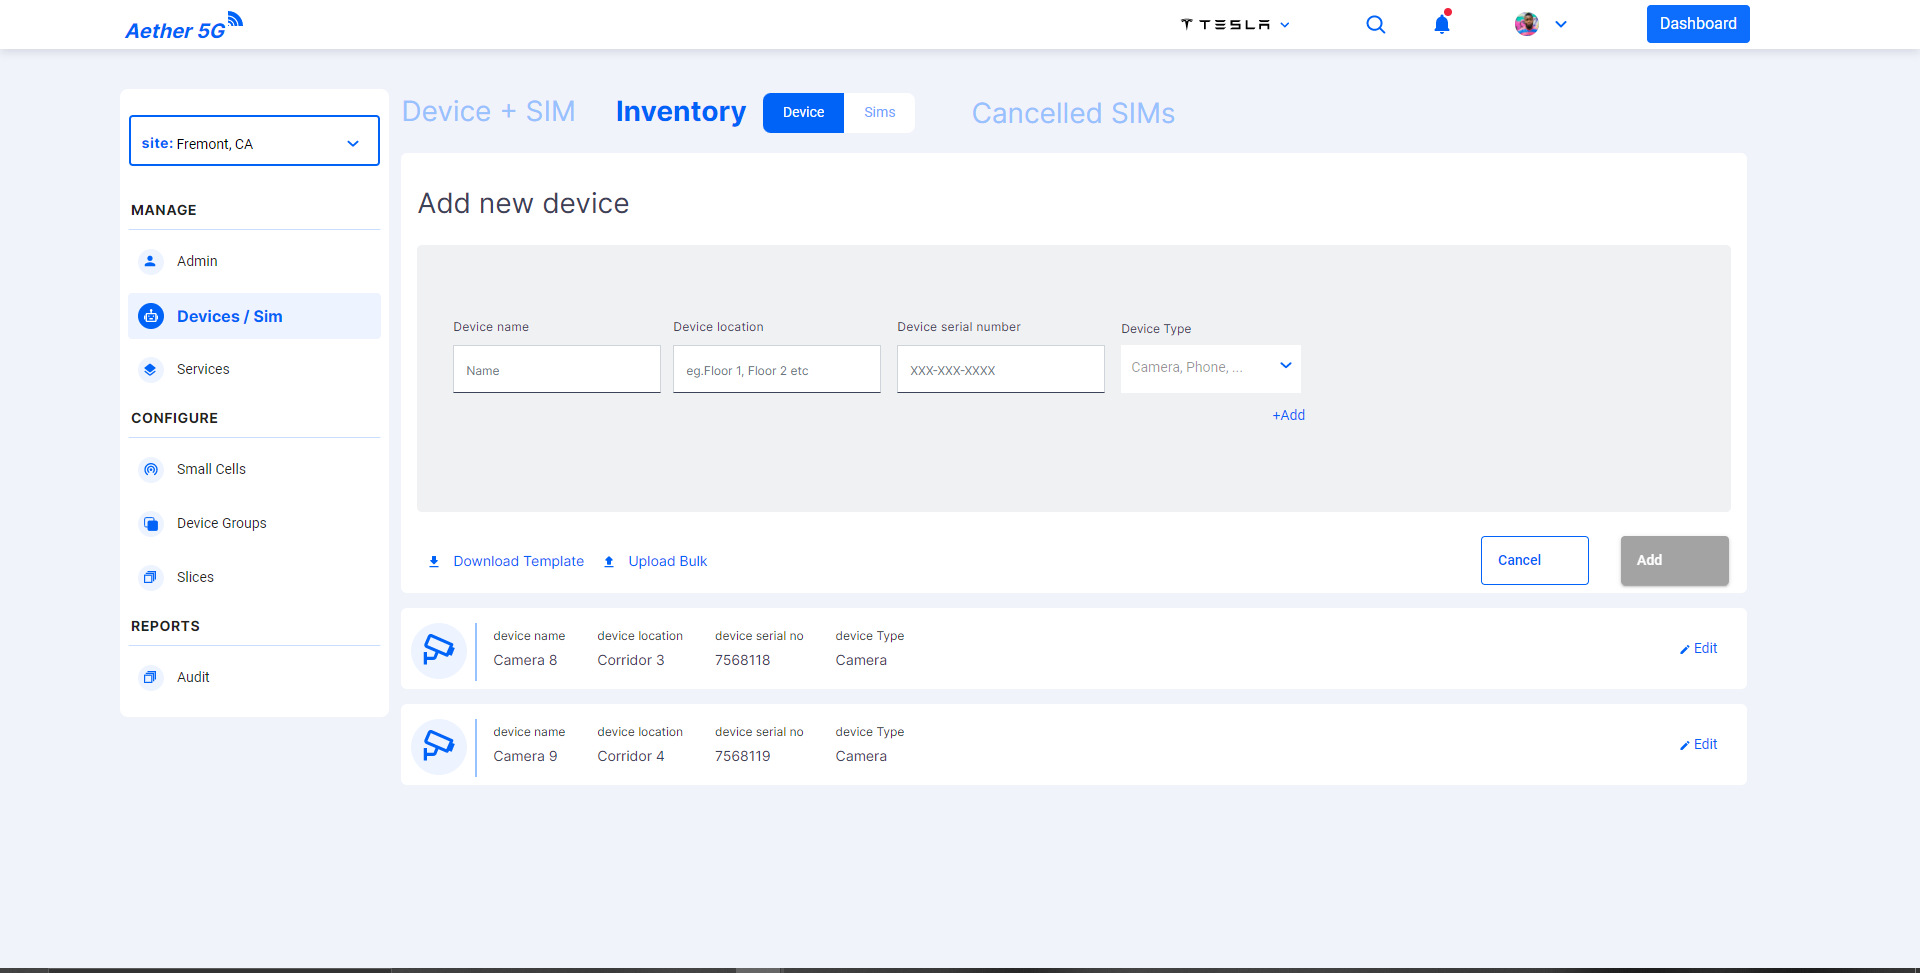 Aether 5G
TESLA
Dashboard
site: Fremont, CA
MANAGE
Admin
Devices / Sim
Services
CONFIGURE
Small Cells
Device Groups
Slices
REPORTS
Audit
Device + SIM
Inventory
Device
Sims
Cancelled SIMs
Add new device
Device name
Device location
Device serial number
Device Type
Name
eg.Floor 1, Floor 2 etc
XXX-XXX-XXXX
Camera, Phone, ...
+Add
Download Template
Upload Bulk
Cancel
Add
device name
device location
device serial no
device Type
Camera 8
Corridor 3
7568118
Camera
Edit
device name
device location
device serial no
device Type
Camera 9
Corridor 4
7568119
Camera
Edit